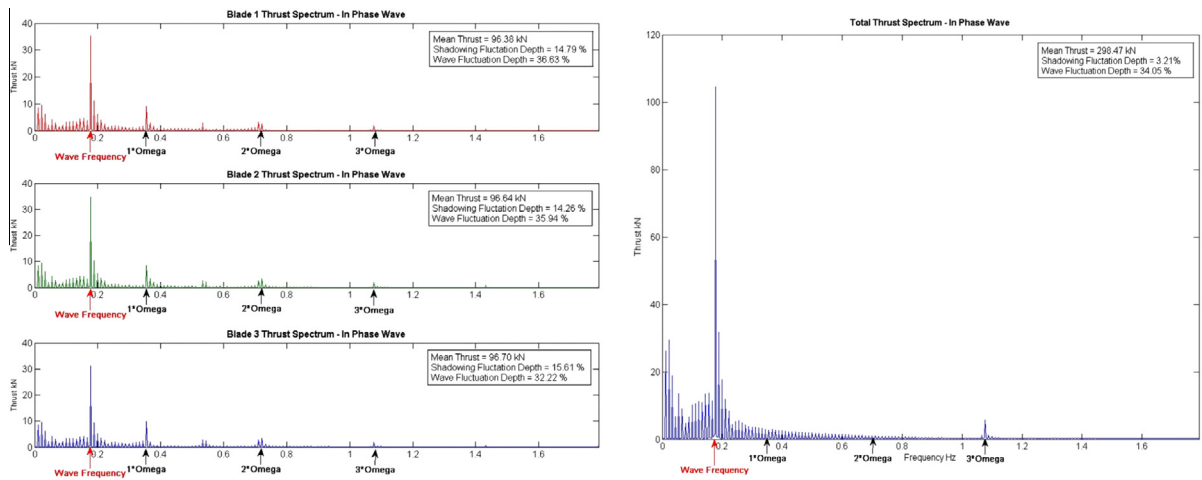 Blade 1 Thrust Spectrum - In Phase Wave
40
30
20
10
0
Thrust kN
Mean Thrust = 96.38 kN
Shadowing Fluctation Depth = 14.79 %
Wave Fluctuation Depth = 36.63 %
0 0.2 0.4 0.6 0.8 1 1.2 1.4 1.6
Wave Frequency 1*Omega 2*Omega 3*Omega
Blade 2 Thrust Spectrum - In Phase Wave
40
30
20
10
0
Thrust kN
Mean Thrust = 96.64 kN
Shadowing Fluctation Depth = 14.26 %
Wave Fluctuation Depth = 35.94 %
0 0.2 0.4 0.6 0.8 1 1.2 1.4 1.6
Wave Frequency 1*Omega 2*Omega 3*Omega
Blade 3 Thrust Spectrum - In Phase Wave
40
30
20
10
0
Thrust kN
Mean Thrust = 96.70 kN
Shadowing Fluctation Depth = 15.61 %
Wave Fluctuation Depth = 32.22 %
0 0.2 0.4 0.6 0.8 1 1.2 1.4 1.6
Wave Frequency 1*Omega 2*Omega 3*Omega
Total Thrust Spectrum - In Phase Wave
120
100
80
60
40
20
0
Thrust kN
Mean Thrust = 298.47 kN
Shadowing Fluctation Depth = 3.21%
Wave Fluctuation Depth = 34.05 %
0 0.2 0.4 0.6 0.8 1 1.2 1.4 1.6
Wave Frequency 1*Omega 2*Omega Frequency Hz 3*Omega